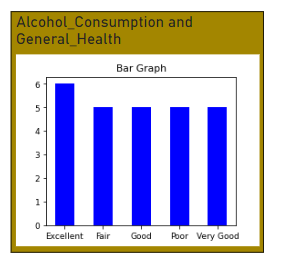 Alcohol_Consumption and
General_Health
Bar Graph
6
5
4
3
2
1
0
Excellent Fair Good Poor Very Good